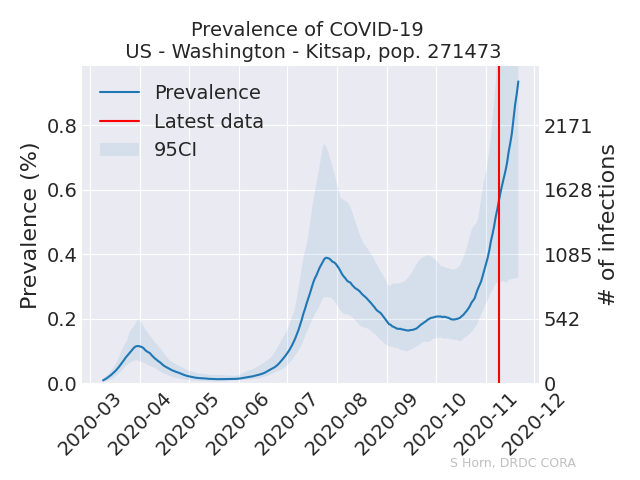 Prevalence of COVID-19
US - Washington - Kitsap, pop. 271473
Prevalence
Latest data
95CI
Prevalence (%)
0.8
0.6
0.4
0.2
0.0
2171
1628
1085
542
0
# of infections
2020-03
2020-04
2020-05
2020-06
2020-07
2020-08
2020-09
2020-10
2020-11
2020-12
S Horn, DRDC CORA